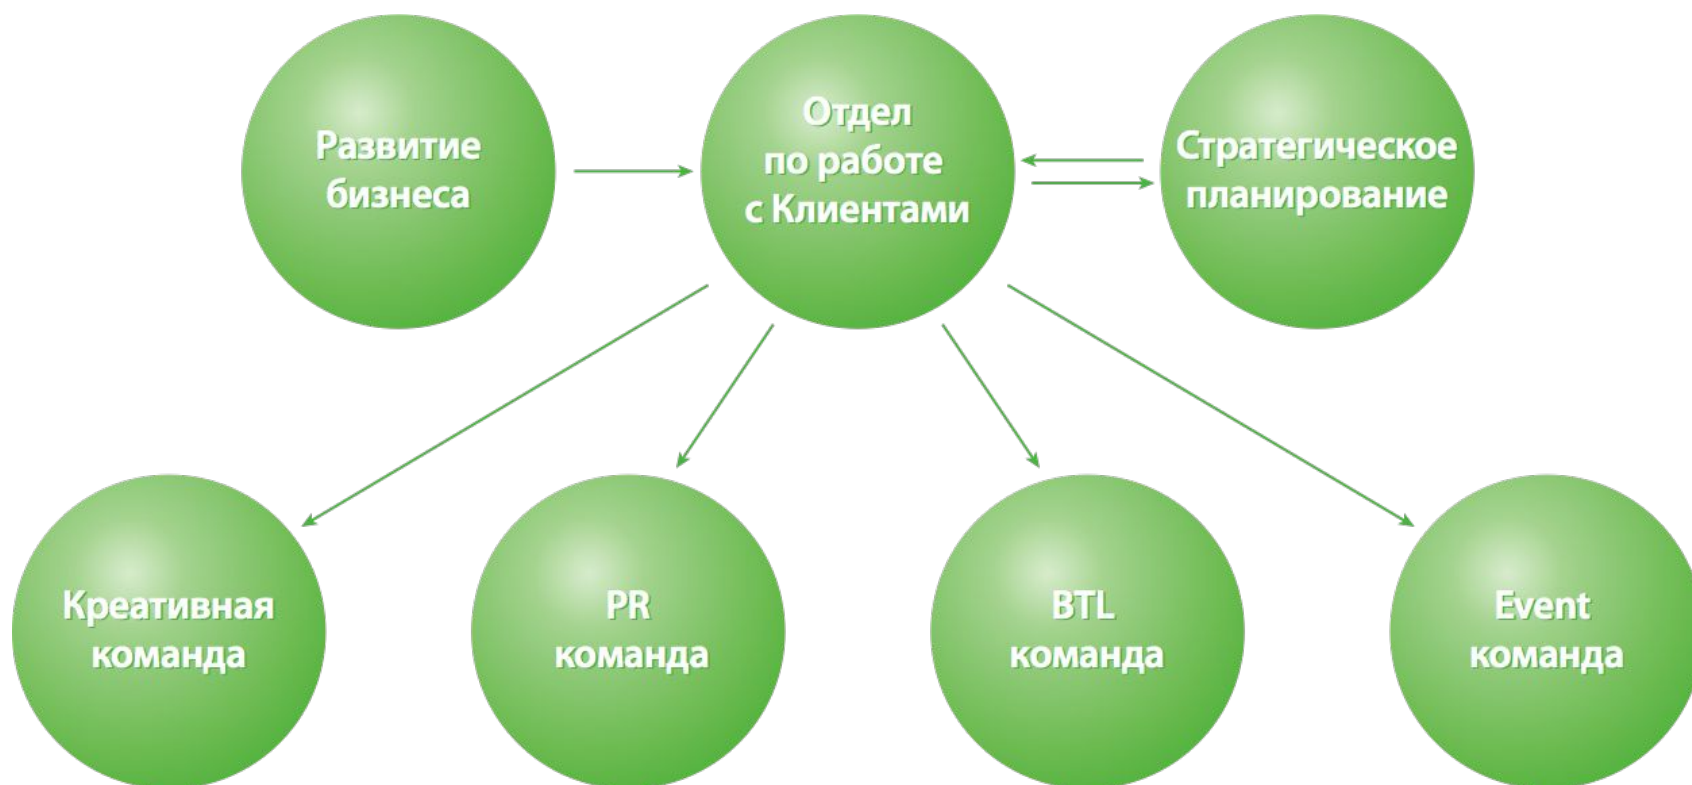 Развитие
бизнеса
Отдел
по работе
с Клиентами
Стратегическое
планирование
Креативная
команда
PR
команда
BTL
команда
Event
команда